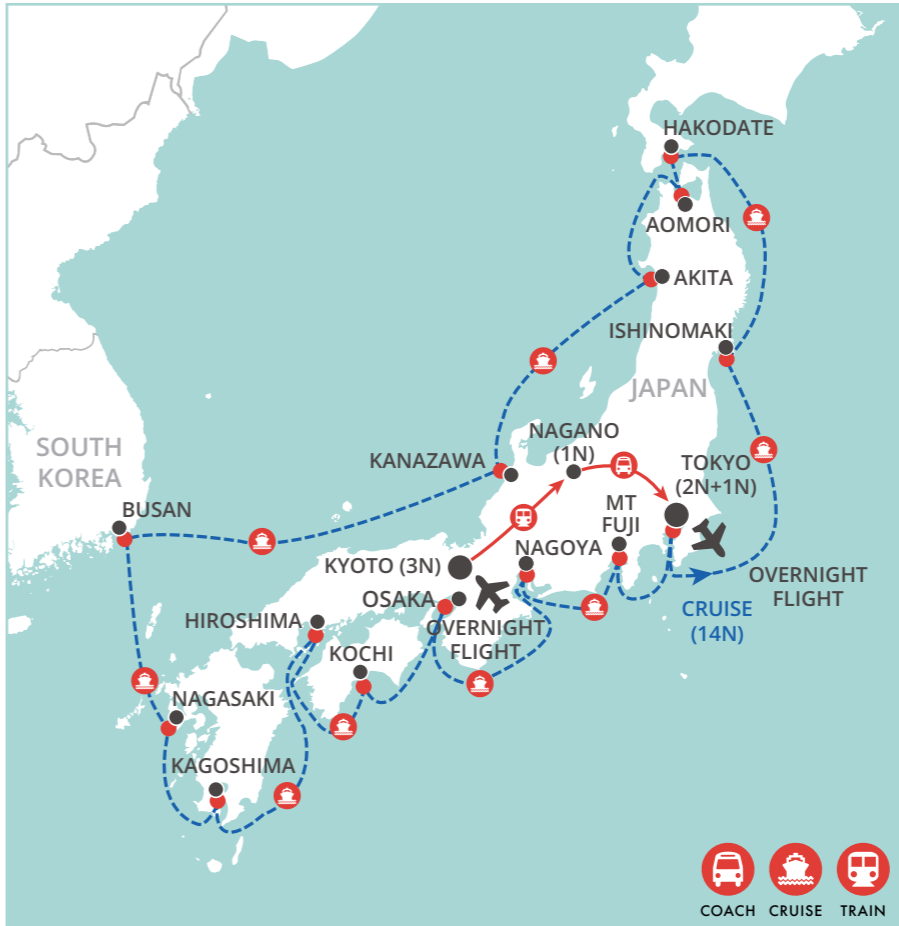 HAKODATE
AOMORI
AKITA
ISHINOMAKI
JAPAN
NAGANO
(1N)
TOKYO
(2N+1N)
KANAZAWA
SOUTH
KOREA
BUSAN
MT
FUJI
NAGOYA
KYOTO (3N)
OSAKA
OVERNIGHT
FLIGHT
OVERNIGHT
FLIGHT
CRUISE
(14N)
HIROSHIMA
KOCHI
NAGASAKI
KAGOSHIMA
COACH
CRUISE
TRAIN